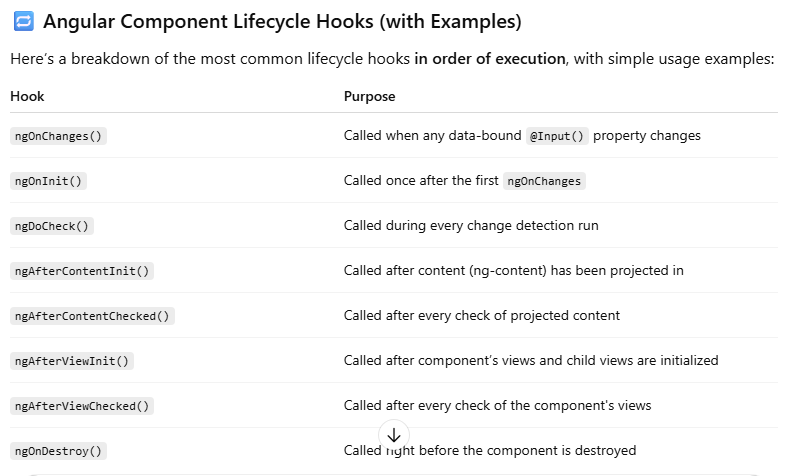 Angular Component Lifecycle Hooks (with Examples)
Here's a breakdown of the most common lifecycle hooks in order of execution, with simple usage examples:
Hook Purpose
ngOnChanges() Called when any data-bound @Input() property changes
ngOnInit() Called once after the first ngOnChanges
ngDoCheck() Called during every change detection run
ngAfterContentInit() Called after content (ng-content) has been projected in
ngAfterContentChecked() Called after every check of projected content
ngAfterViewInit() Called after component's views and child views are initialized
ngAfterViewChecked() Called after every check of the component's views
ngOnDestroy() Called right before the component is destroyed